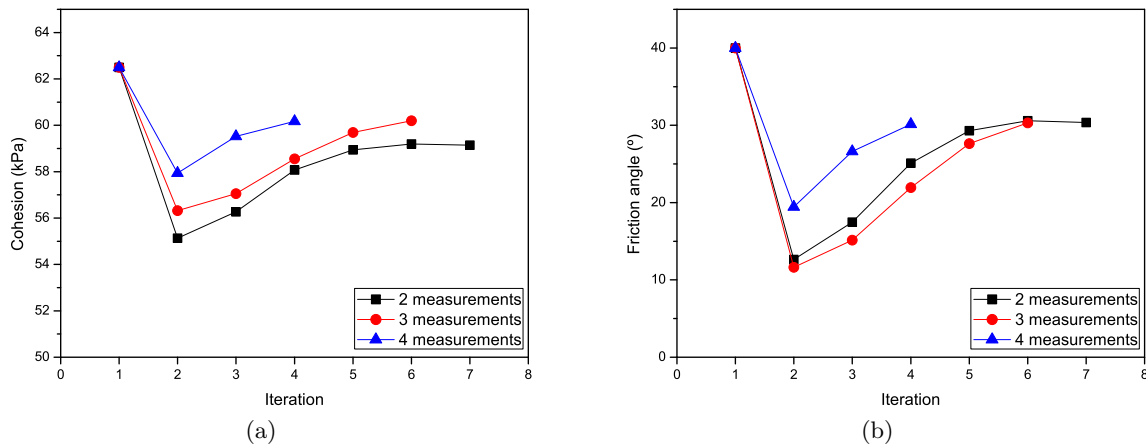 64
62
60
58
56
54
52
50
Cohesion (kPa)
0 1 2 3 4 5 6 7 8
Iteration
2 measurements
3 measurements
4 measurements
(a)
40
30
20
10
0
Friction angle (º)
0 1 2 3 4 5 6 7 8
Iteration
2 measurements
3 measurements
4 measurements
(b)